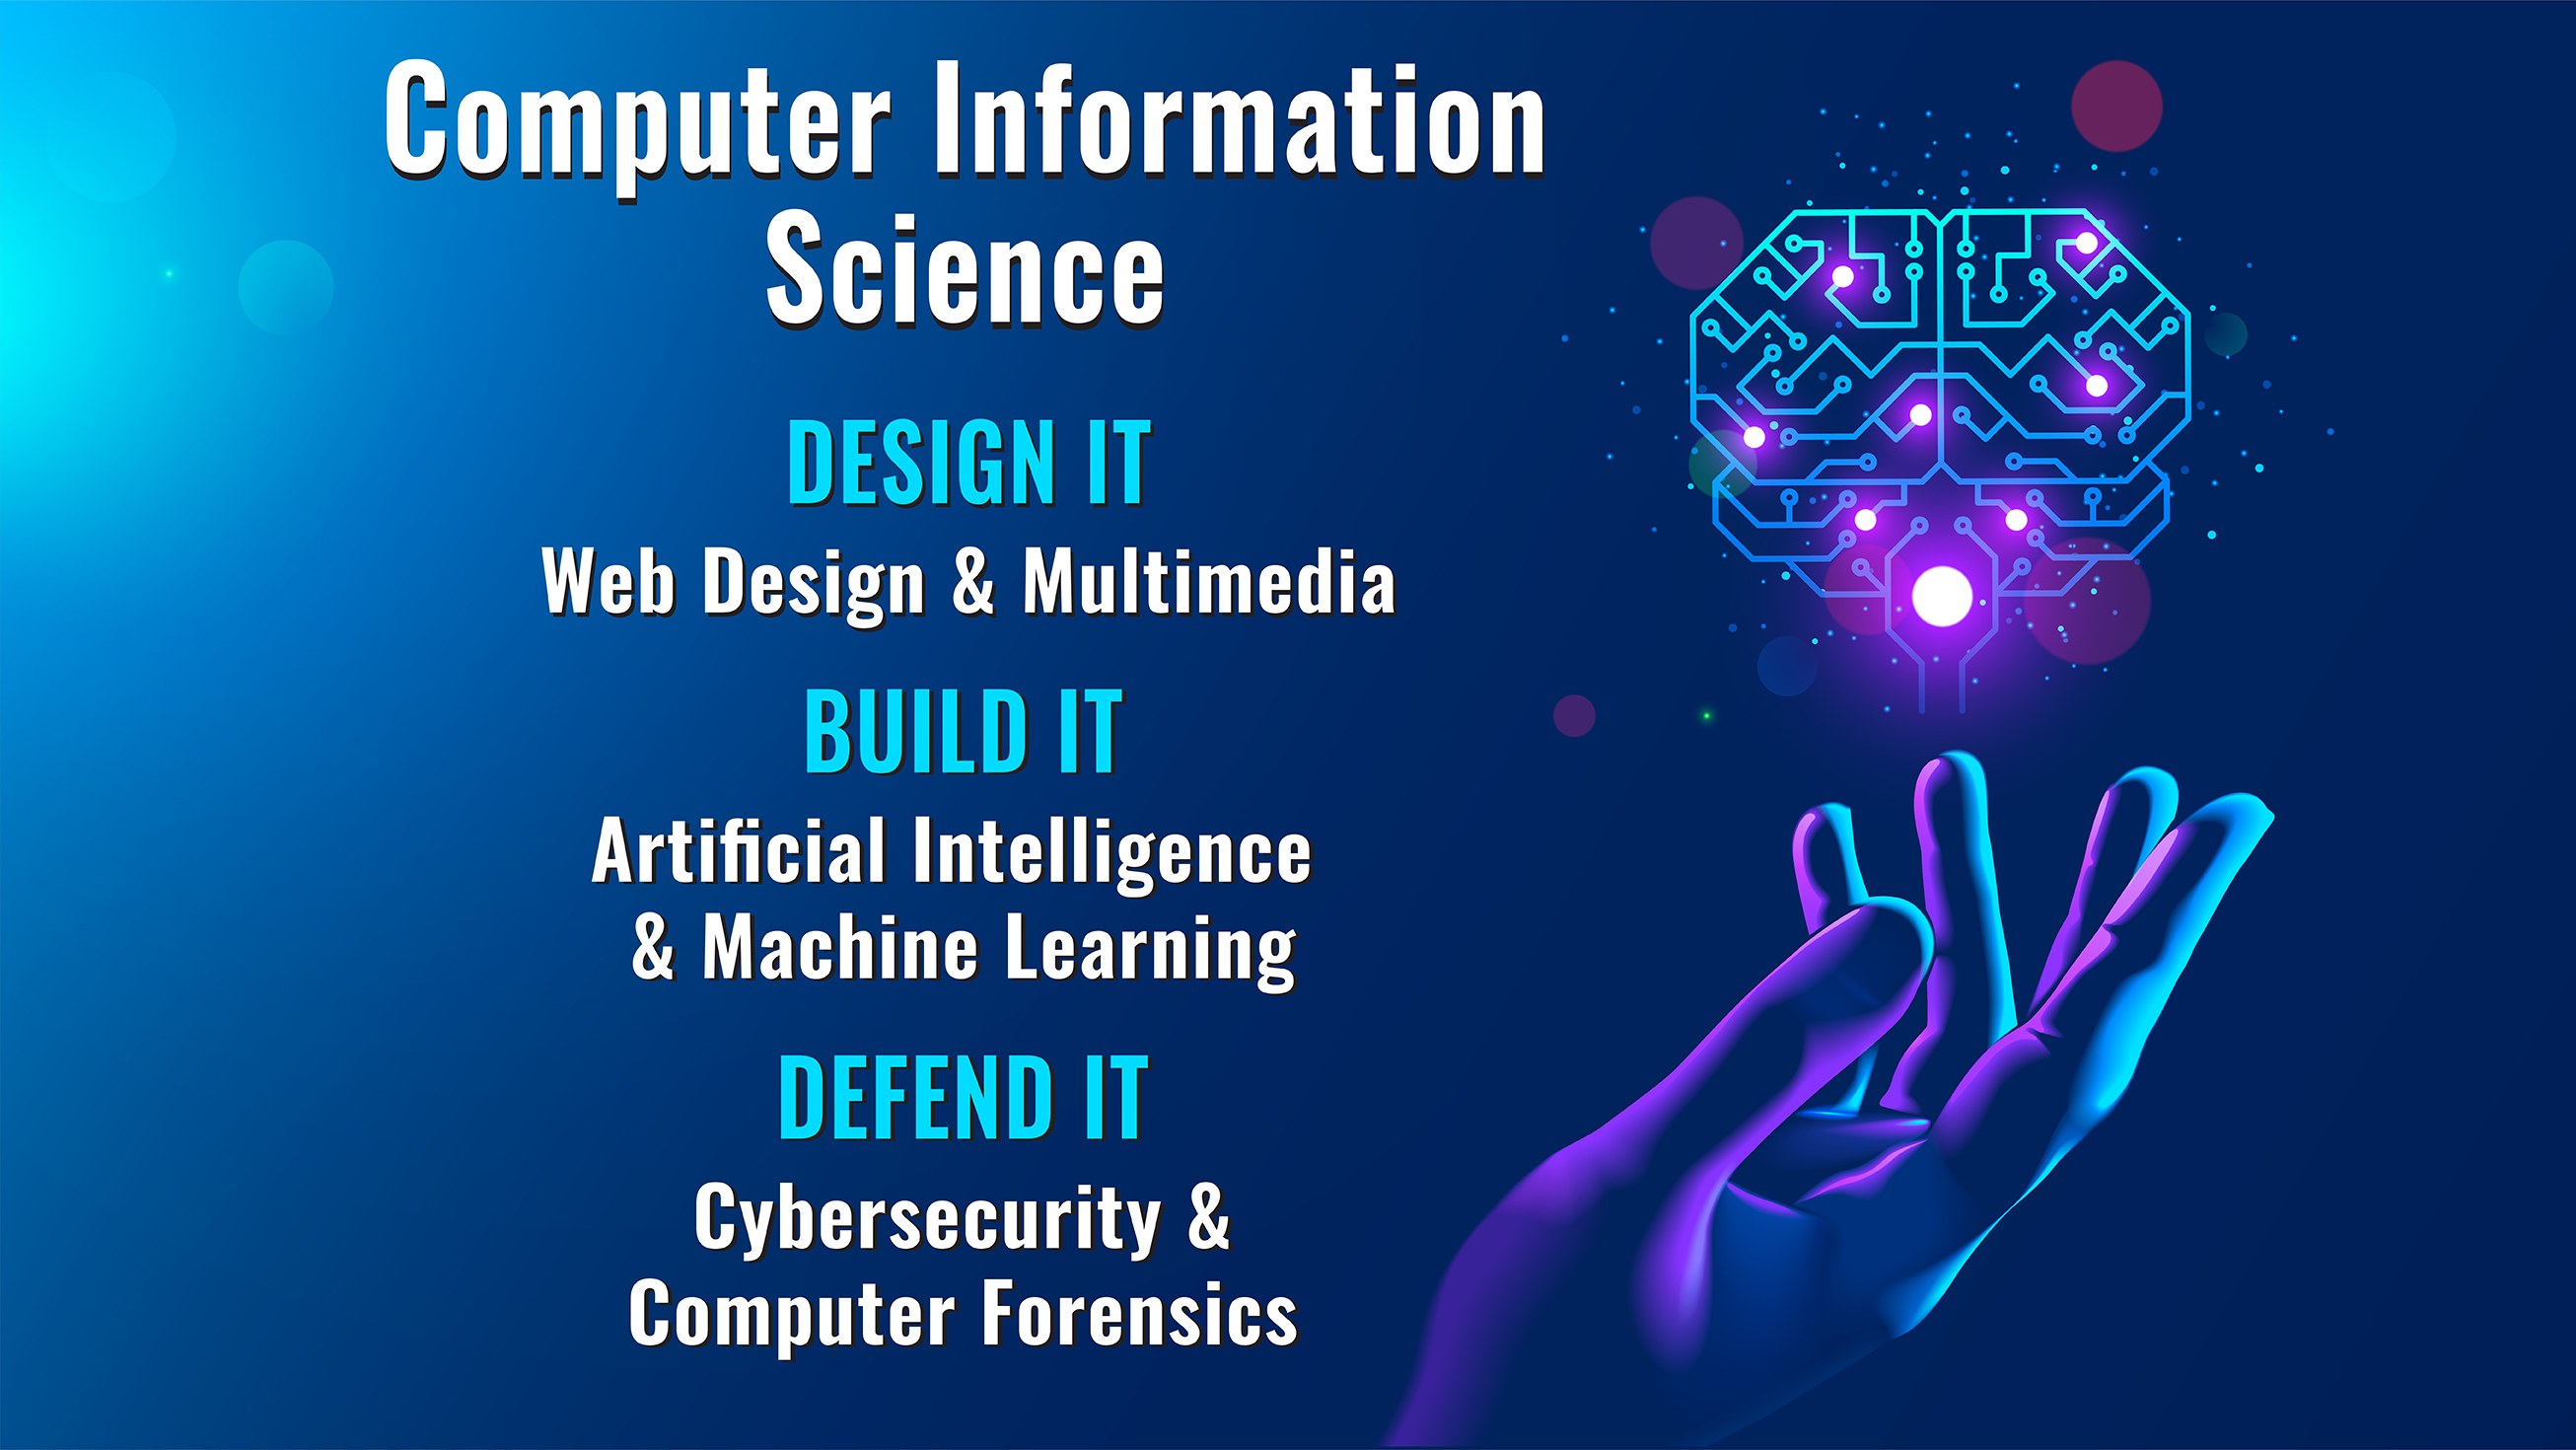 Computer Information
Science
DESIGN IT
Web Design & Multimedia
BUILD IT
Artificial Intelligence
& Machine Learning
DEFEND IT
Cybersecurity &
Computer Forensics